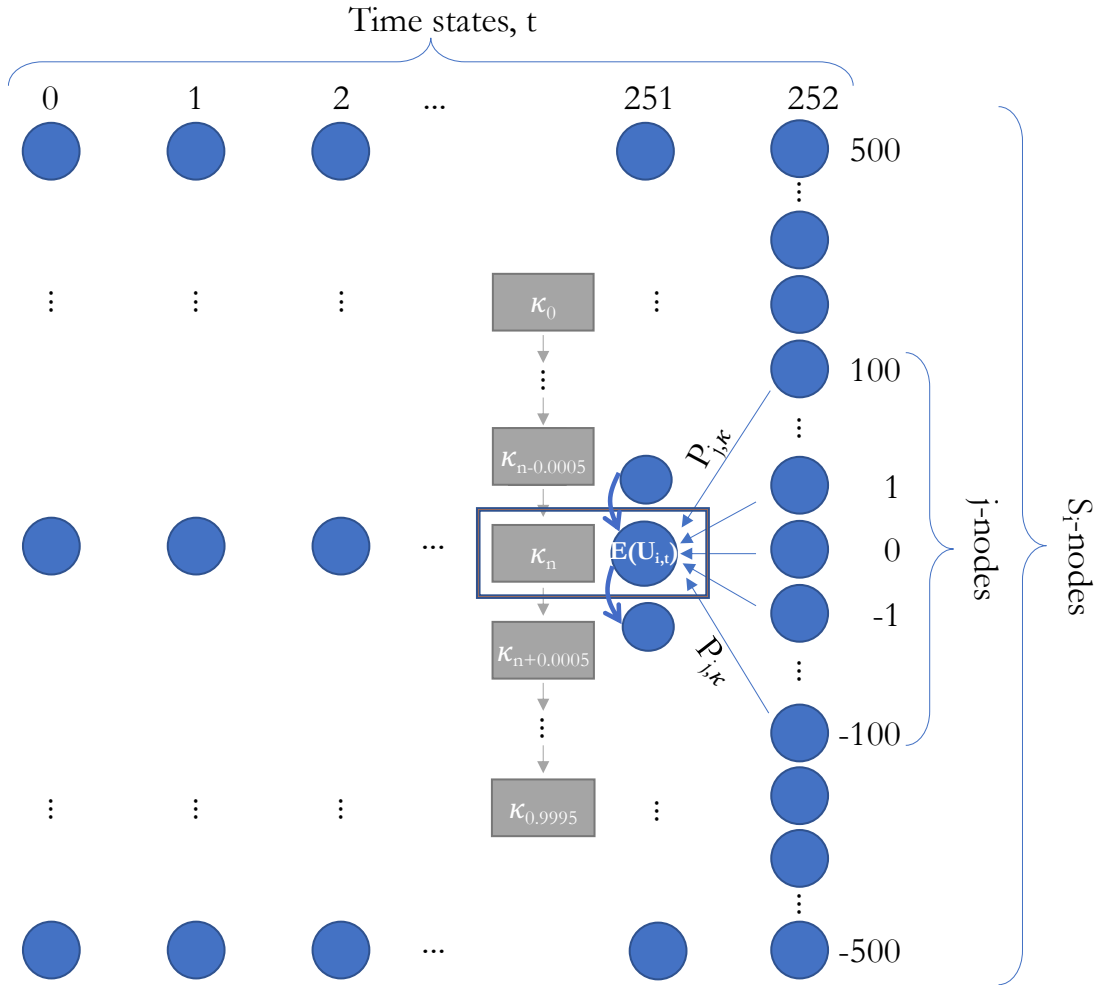 Time states, t
0 1 2 ... 251 252
500
κ0
100
κn-0.0005
Pj,κ
1
κn
E(Ui,t)
0
-1
κn+0.0005
Pj,κ
-100
κ0.9995
-500
j-nodes
Si-nodes